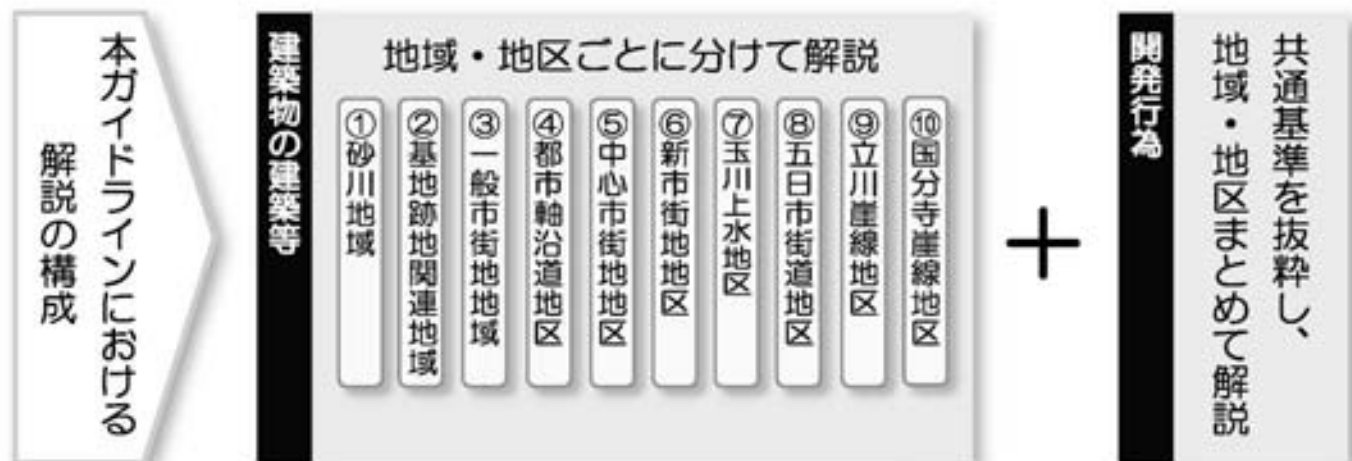 本ガイドラインにおける
解説の構成
建築物の建築等
地域・地区ごとに分けて解説
①砂川地域
②基地跡地関連地域
③一般市街地地域
④都市軸沿道地区
⑤中心市街地地区
⑥新市街地地区
⑦玉川上水地区
⑧五日市街道地区
⑨立川崖線地区
⑩国分寺崖線地区
+
開発行為
共通基準を抜粋し、
地域・地区まとめて解説